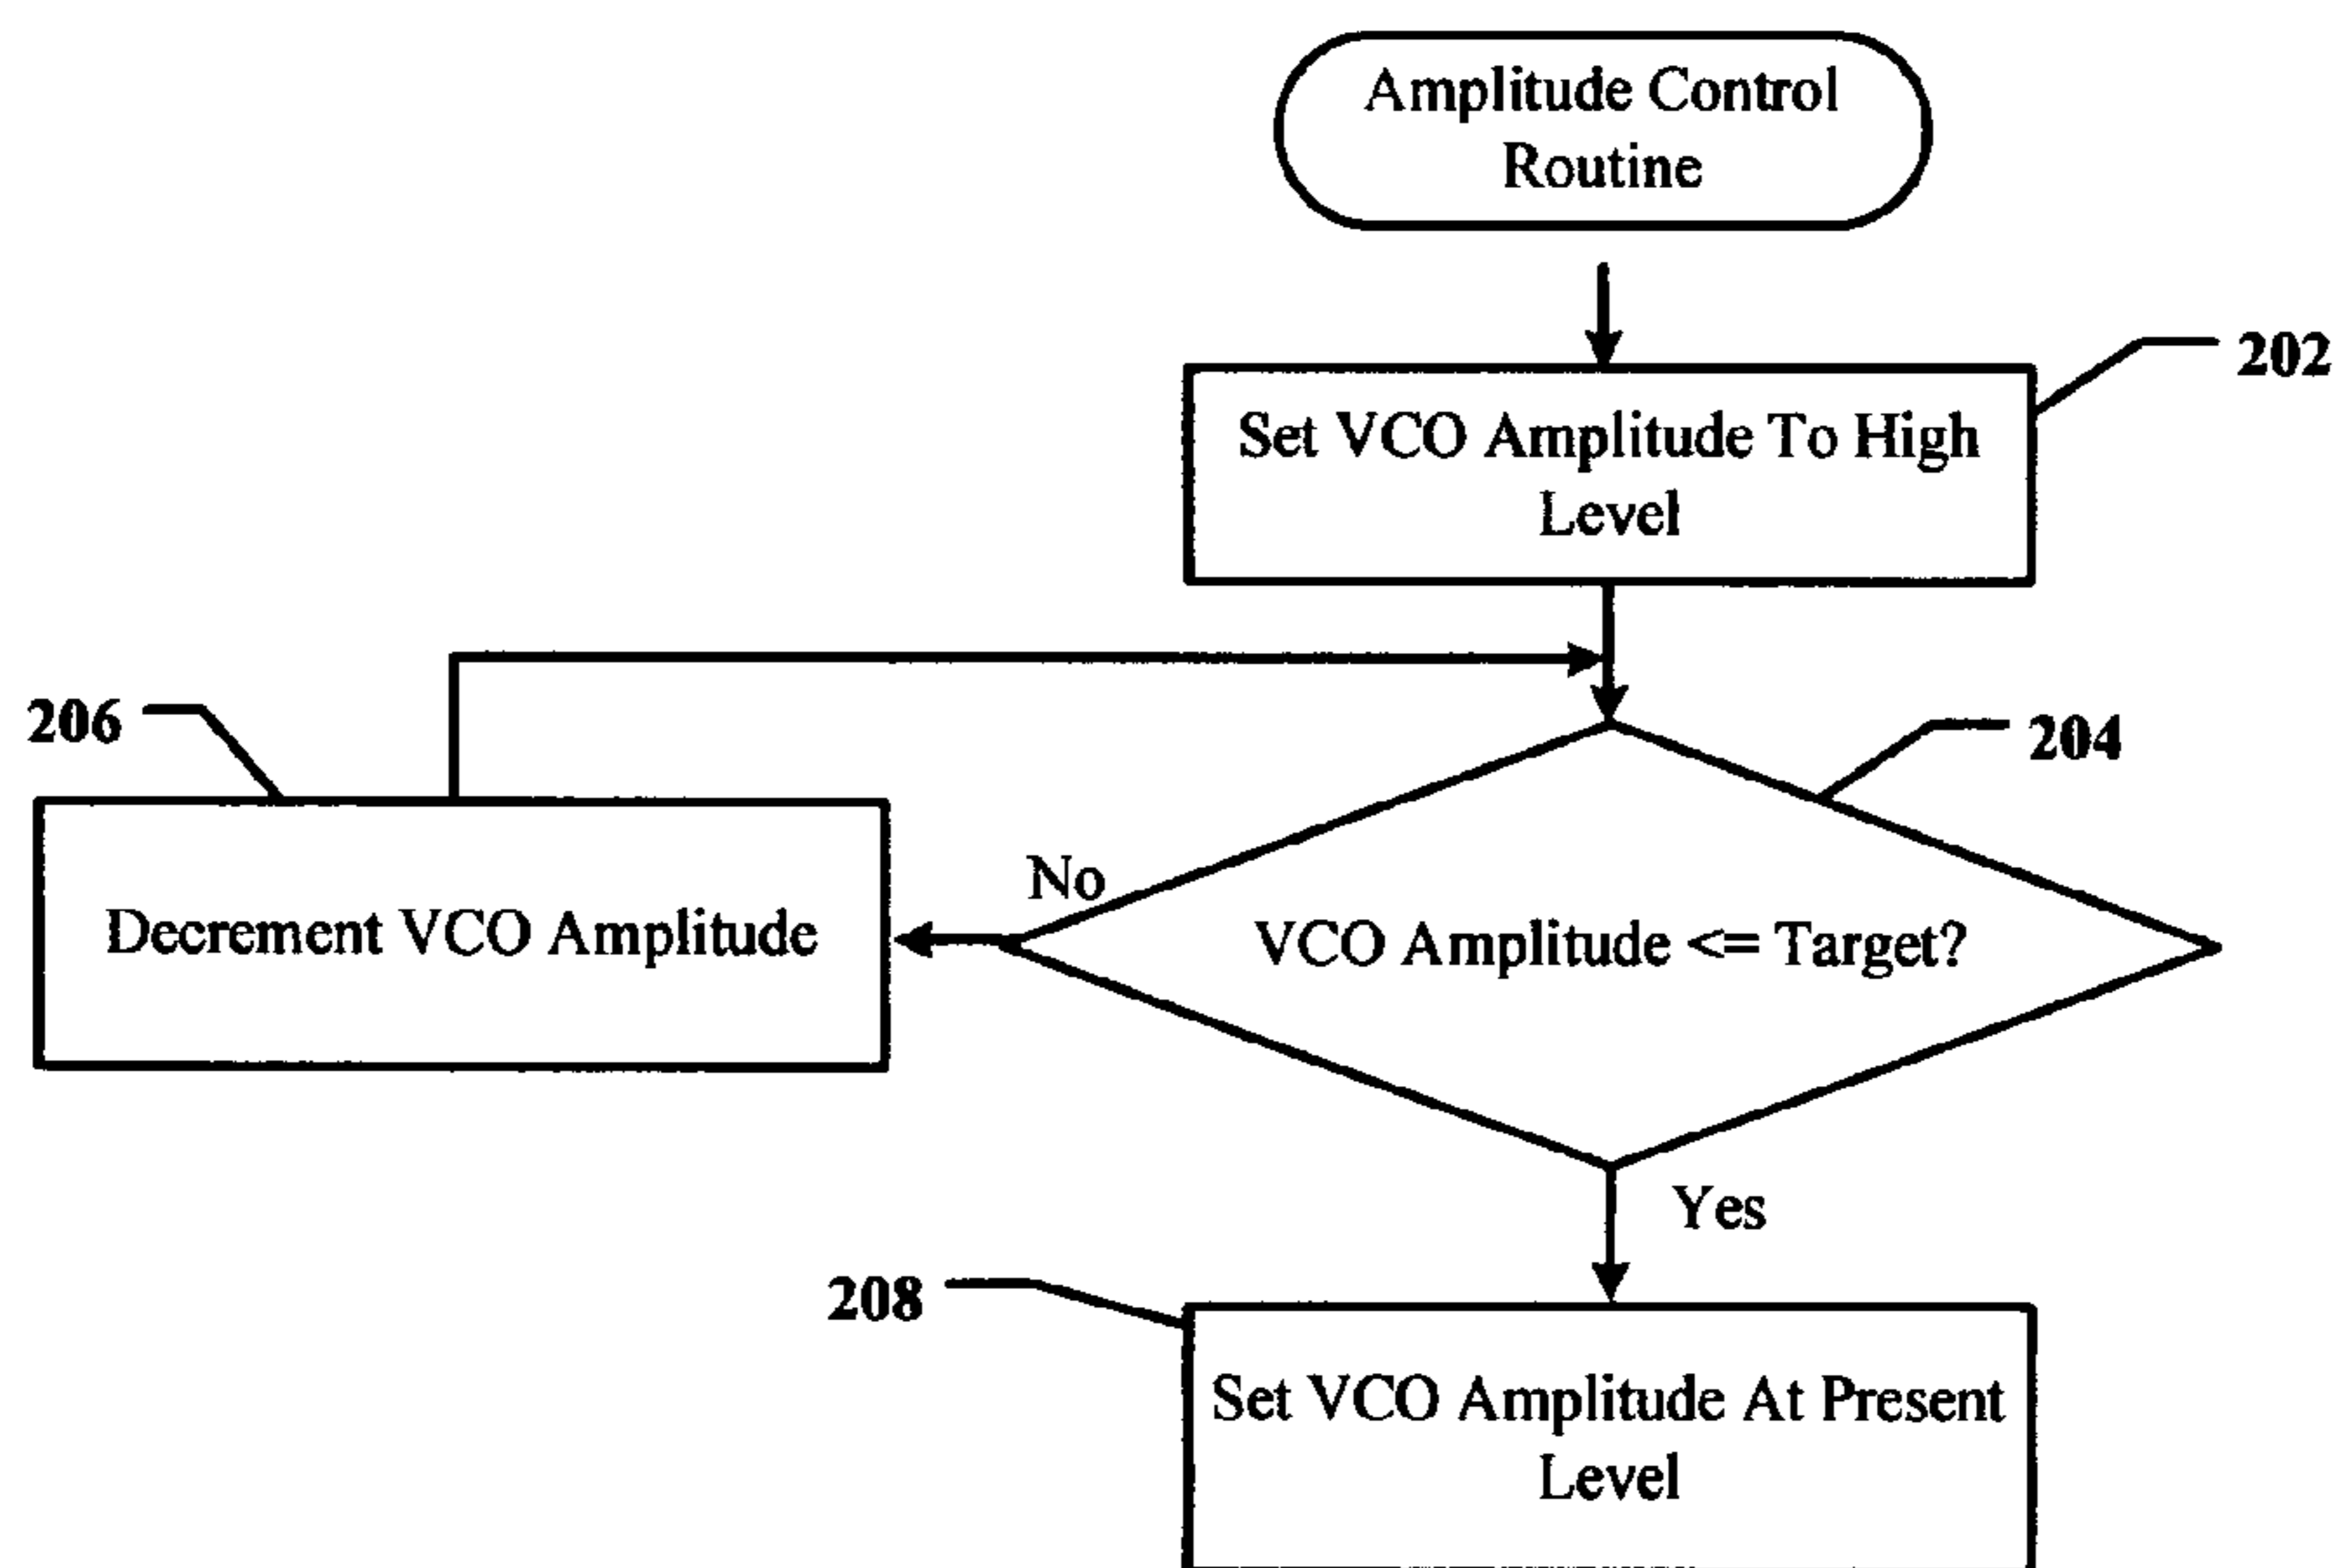 Amplitude Control
Routine
202
Set VCO Amplitude To High
Level
206
204
No
Decrement VCO Amplitude
VCO Amplitude <= Target?
Yes
208
Set VCO Amplitude At Present
Level